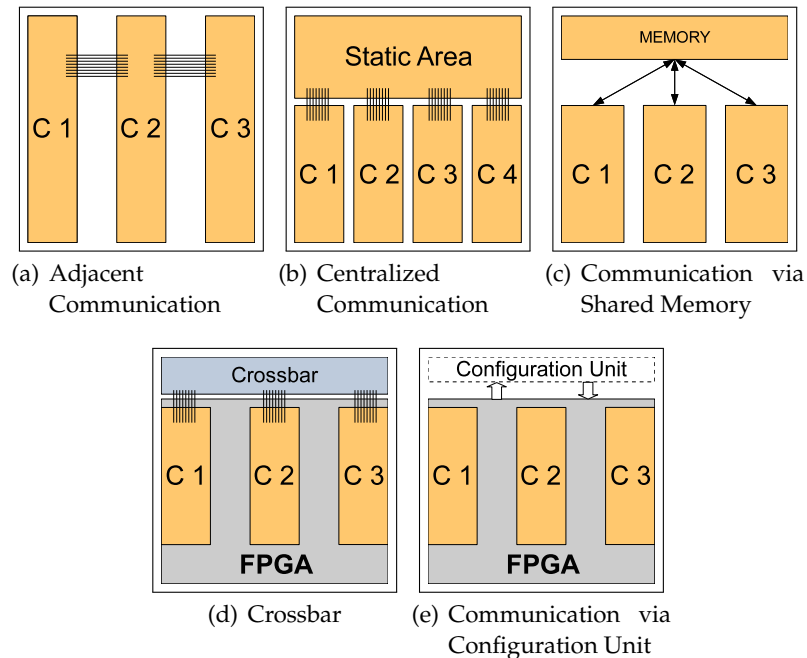 C 1 C 2 C 3
(a) Adjacent
Communication
Static Area
C 1 C 2 C 3 C 4
(b) Centralized
Communication
MEMORY
C 1 C 2 C 3
(c) Communication via
Shared Memory
Crossbar
C 1 C 2 C 3
FPGA
(d) Crossbar
Configuration Unit
C 1 C 2 C 3
FPGA
(e) Communication via
Configuration Unit